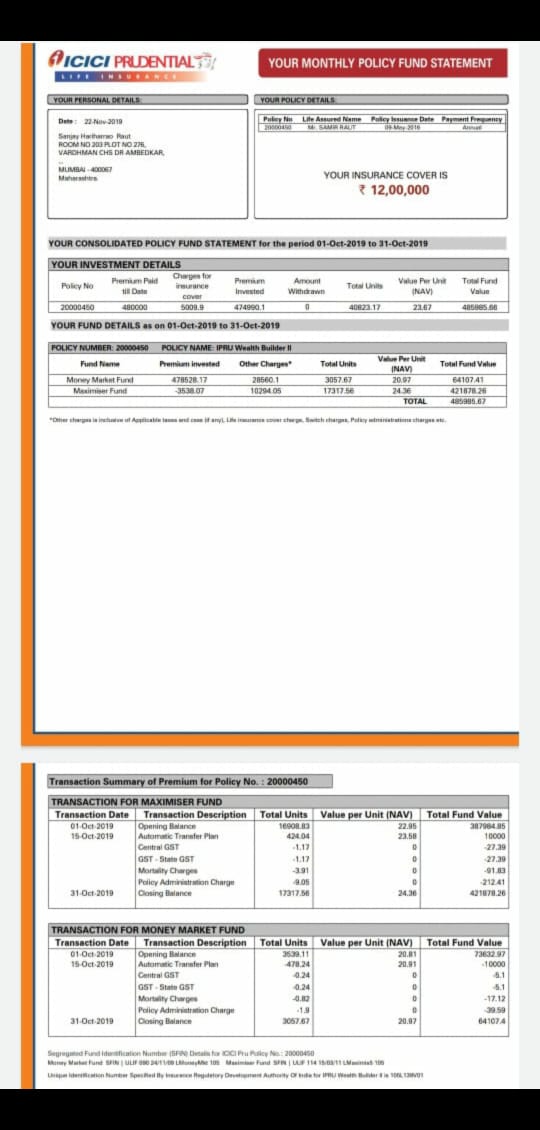 ICICI PRUDENTIAL
LIFE INSURANCE
YOUR MONTHLY POLICY FUND STATEMENT
YOUR PERSONAL DETAILS:
Date : 22-Nov-2019
Sanjay Hariharrao Raut
ROOM NO 203 PLOT NO 276,
VARDHMAN CHS DR AMBEDKAR,
..
MUMBAI - 400067
Maharashtra
YOUR POLICY DETAILS:
Policy No Life Assured Name Policy Issuance Date Payment Frequency
20000450 Mr. SAMIR RAUT 09-May-2016 Annual
YOUR INSURANCE COVER IS
₹ 12,00,000
YOUR CONSOLIDATED POLICY FUND STATEMENT for the period 01-Oct-2019 to 31-Oct-2019
YOUR INVESTMENT DETAILS
Policy No Premium Paid till Date Charges for insurance cover Premium Invested Amount Withdrawn Total Units Value Per Unit (NAV) Total Fund Value
20000450 480000 5009.9 474990.1 0 40823.17 23.67 485985.66
YOUR FUND DETAILS as on 01-Oct-2019 to 31-Oct-2019
POLICY NUMBER: 20000450 POLICY NAME: IPRU Wealth Builder II
Fund Name Premium invested Other Charges* Total Units Value Per Unit (NAV) Total Fund Value
Money Market Fund 478528.17 28560.1 3057.67 20.97 64107.41
Maximiser Fund -3538.07 10294.05 17317.56 24.36 421878.26
TOTAL 485985.67
*Other charges is inclusive of Applicable taxes and cess (if any), Life insurance cover charge, Switch charges, Policy administrations charges etc.
Transaction Summary of Premium for Policy No. : 20000450
TRANSACTION FOR MAXIMISER FUND
Transaction Date Transaction Description Total Units Value per Unit (NAV) Total Fund Value
01-Oct-2019 Opening Balance 16908.83 22.95 387984.85
15-Oct-2019 Automatic Transfer Plan 424.04 23.58 10000
Central GST -1.17 0 -27.39
GST - State GST -1.17 0 -27.39
Mortality Charges -3.91 0 -91.83
Policy Administration Charge -9.05 0 -212.41
31-Oct-2019 Closing Balance 17317.56 24.36 421878.26
TRANSACTION FOR MONEY MARKET FUND
Transaction Date Transaction Description Total Units Value per Unit (NAV) Total Fund Value
01-Oct-2019 Opening Balance 3539.11 20.81 73632.97
15-Oct-2019 Automatic Transfer Plan -478.24 20.91 -10000
Central GST -0.24 0 -5.1
GST - State GST -0.24 0 -5.1
Mortality Charges -0.82 0 -17.12
Policy Administration Charge -1.9 0 -39.59
31-Oct-2019 Closing Balance 3057.67 20.97 64107.4
Segregated Fund Identification Number (SFIN) Details for ICICI Pru Policy No.: 20000450
Money Market Fund SFIN | ULIF 090 24/11/09 LMoneyMkt 105 Maximiser Fund SFIN | ULIF 114 15/03/11 LMaximis5 105
Unique Identification Number Specified By Insurance Regulatory Development Authority Of India for IPRU Wealth Builder II is 105L139V01